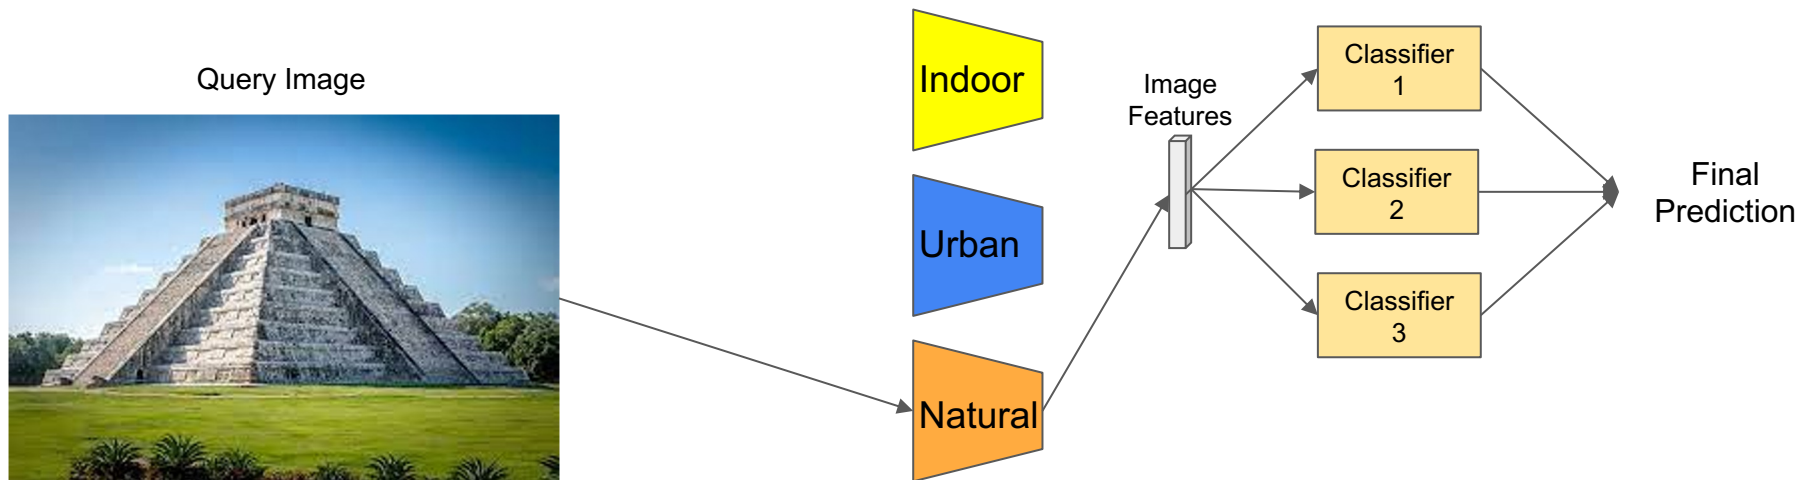 Query Image
Indoor
Urban
Natural
Image
Features
Classifier
1
Classifier
2
Classifier
3
Final
Prediction